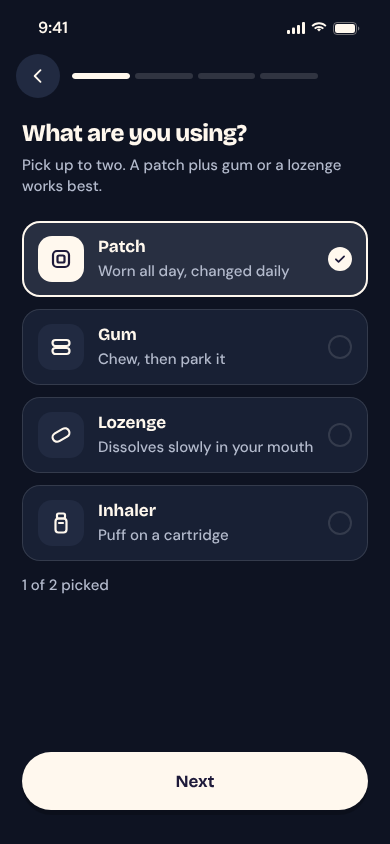 9:41
What are you using?
Pick up to two. A patch plus gum or a lozenge
works best.
Patch
Worn all day, changed daily
Gum
Chew, then park it
Lozenge
Dissolves slowly in your mouth
Inhaler
Puff on a cartridge
1 of 2 picked
Next